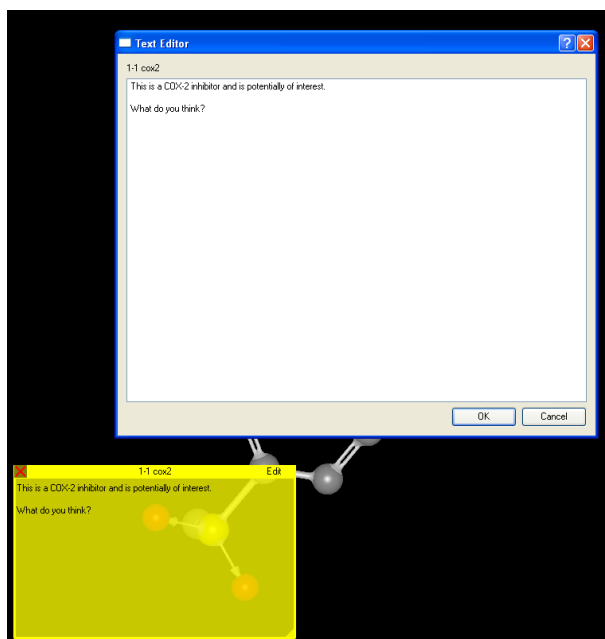 Text Editor
1-1 cox2
This is a COX-2 inhibitor and is potentially of interest.
What do you think?
OK
Cancel
1-1 cox2
Edit
This is a COX-2 inhibitor and is potentially of interest.
What do you think?